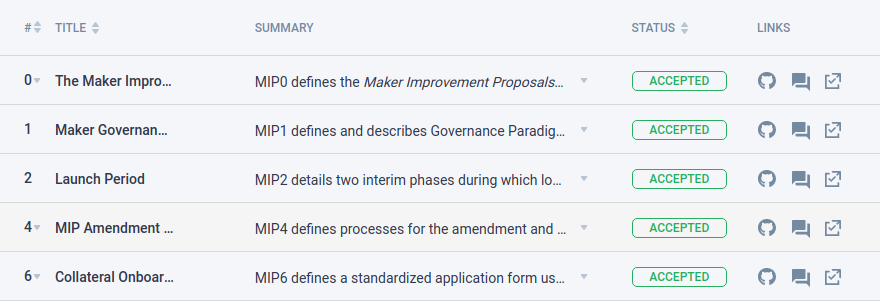 # TITLE SUMMARY STATUS LINKS
0 The Maker Impro... MIP0 defines the Maker Improvement Proposals... ACCEPTED
1 Maker Governan... MIP1 defines and describes Governance Paradig... ACCEPTED
2 Launch Period MIP2 details two interim phases during which lo... ACCEPTED
4 MIP Amendment ... MIP4 defines processes for the amendment and ... ACCEPTED
6 Collateral Onboar... MIP6 defines a standardized application form us... ACCEPTED